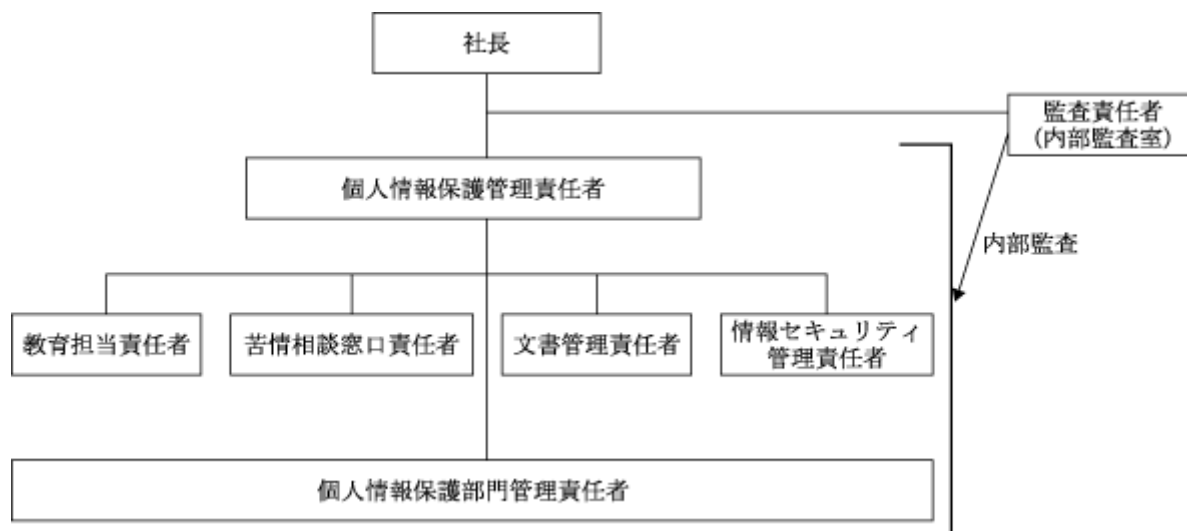 社長
監査責任者
(内部監査室)
個人情報保護管理責任者
内部監査
教育担当責任者
苦情相談窓口責任者
文書管理責任者
情報セキュリティ
管理責任者
個人情報保護部門管理責任者